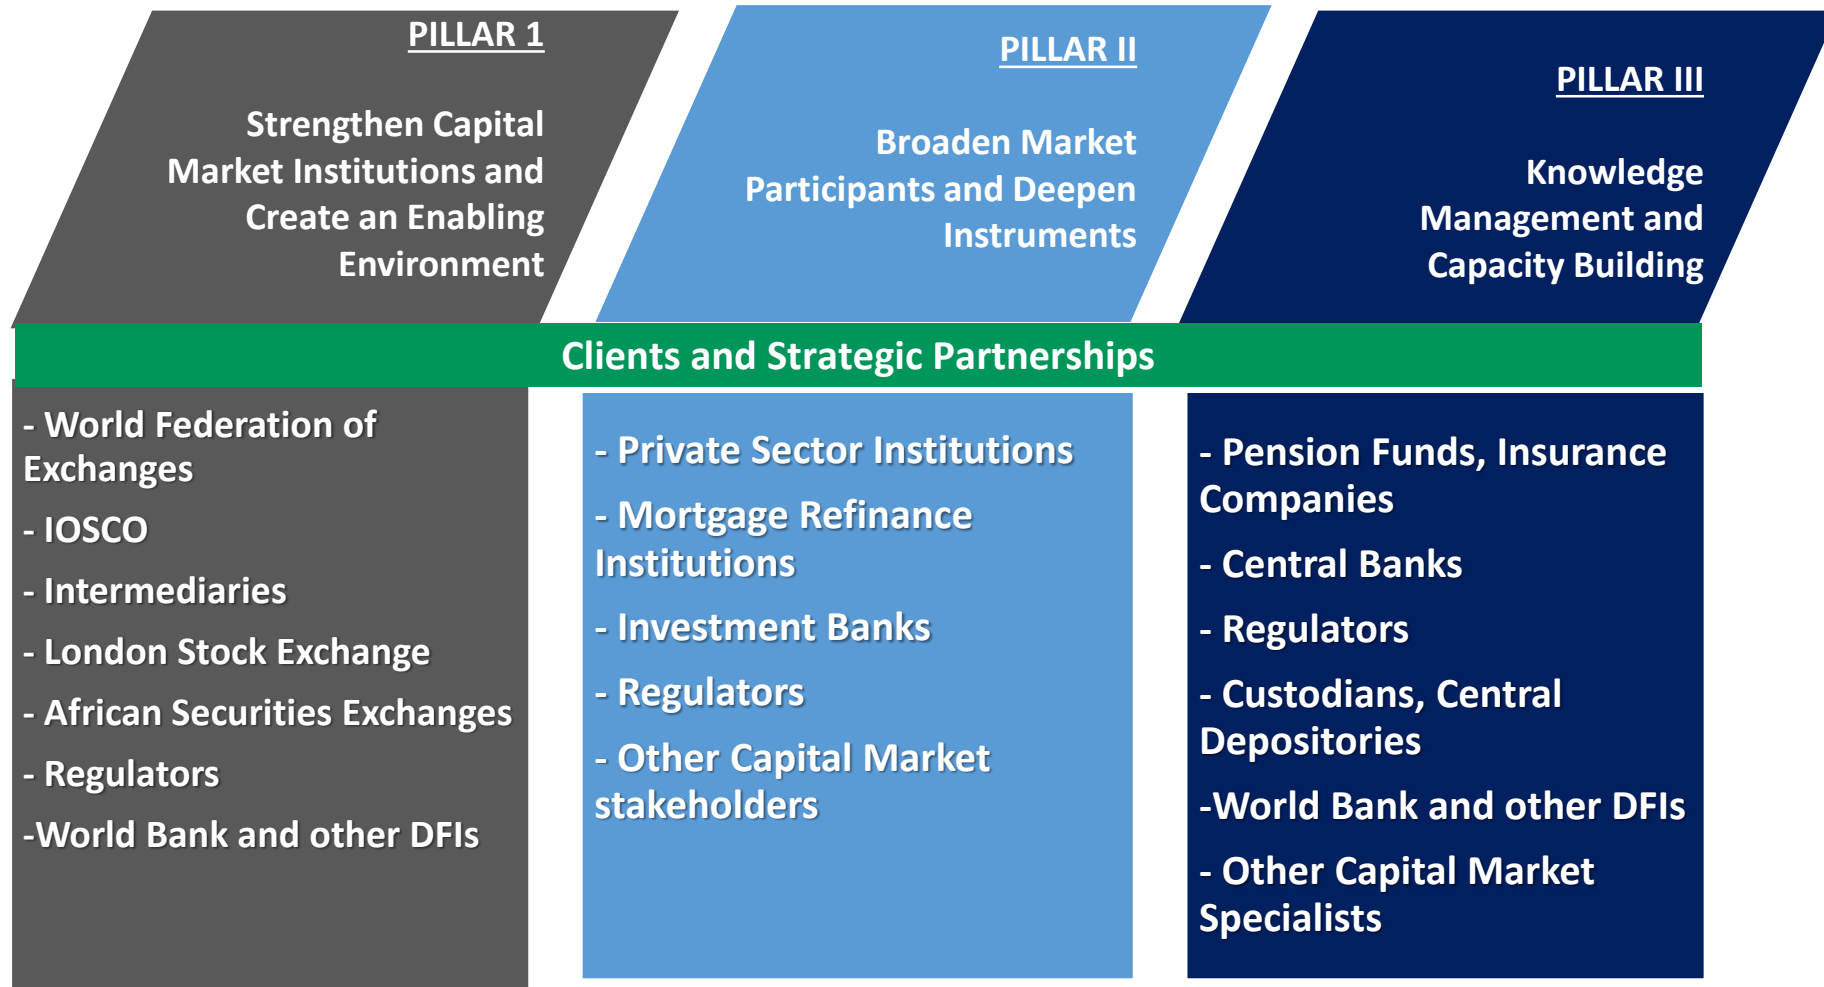 PILLAR 1
Strengthen Capital
Market Institutions and
Create an Enabling
Environment
PILLAR II
Broaden Market
Participants and Deepen
Instruments
PILLAR III
Knowledge
Management and
Capacity Building
Clients and Strategic Partnerships
- World Federation of
Exchanges
- IOSCO
- Intermediaries
- London Stock Exchange
- African Securities Exchanges
- Regulators
-World Bank and other DFIs
- Private Sector Institutions
- Mortgage Refinance
Institutions
- Investment Banks
- Regulators
- Other Capital Market
stakeholders
- Pension Funds, Insurance
Companies
- Central Banks
- Regulators
- Custodians, Central
Depositories
-World Bank and other DFIs
- Other Capital Market
Specialists